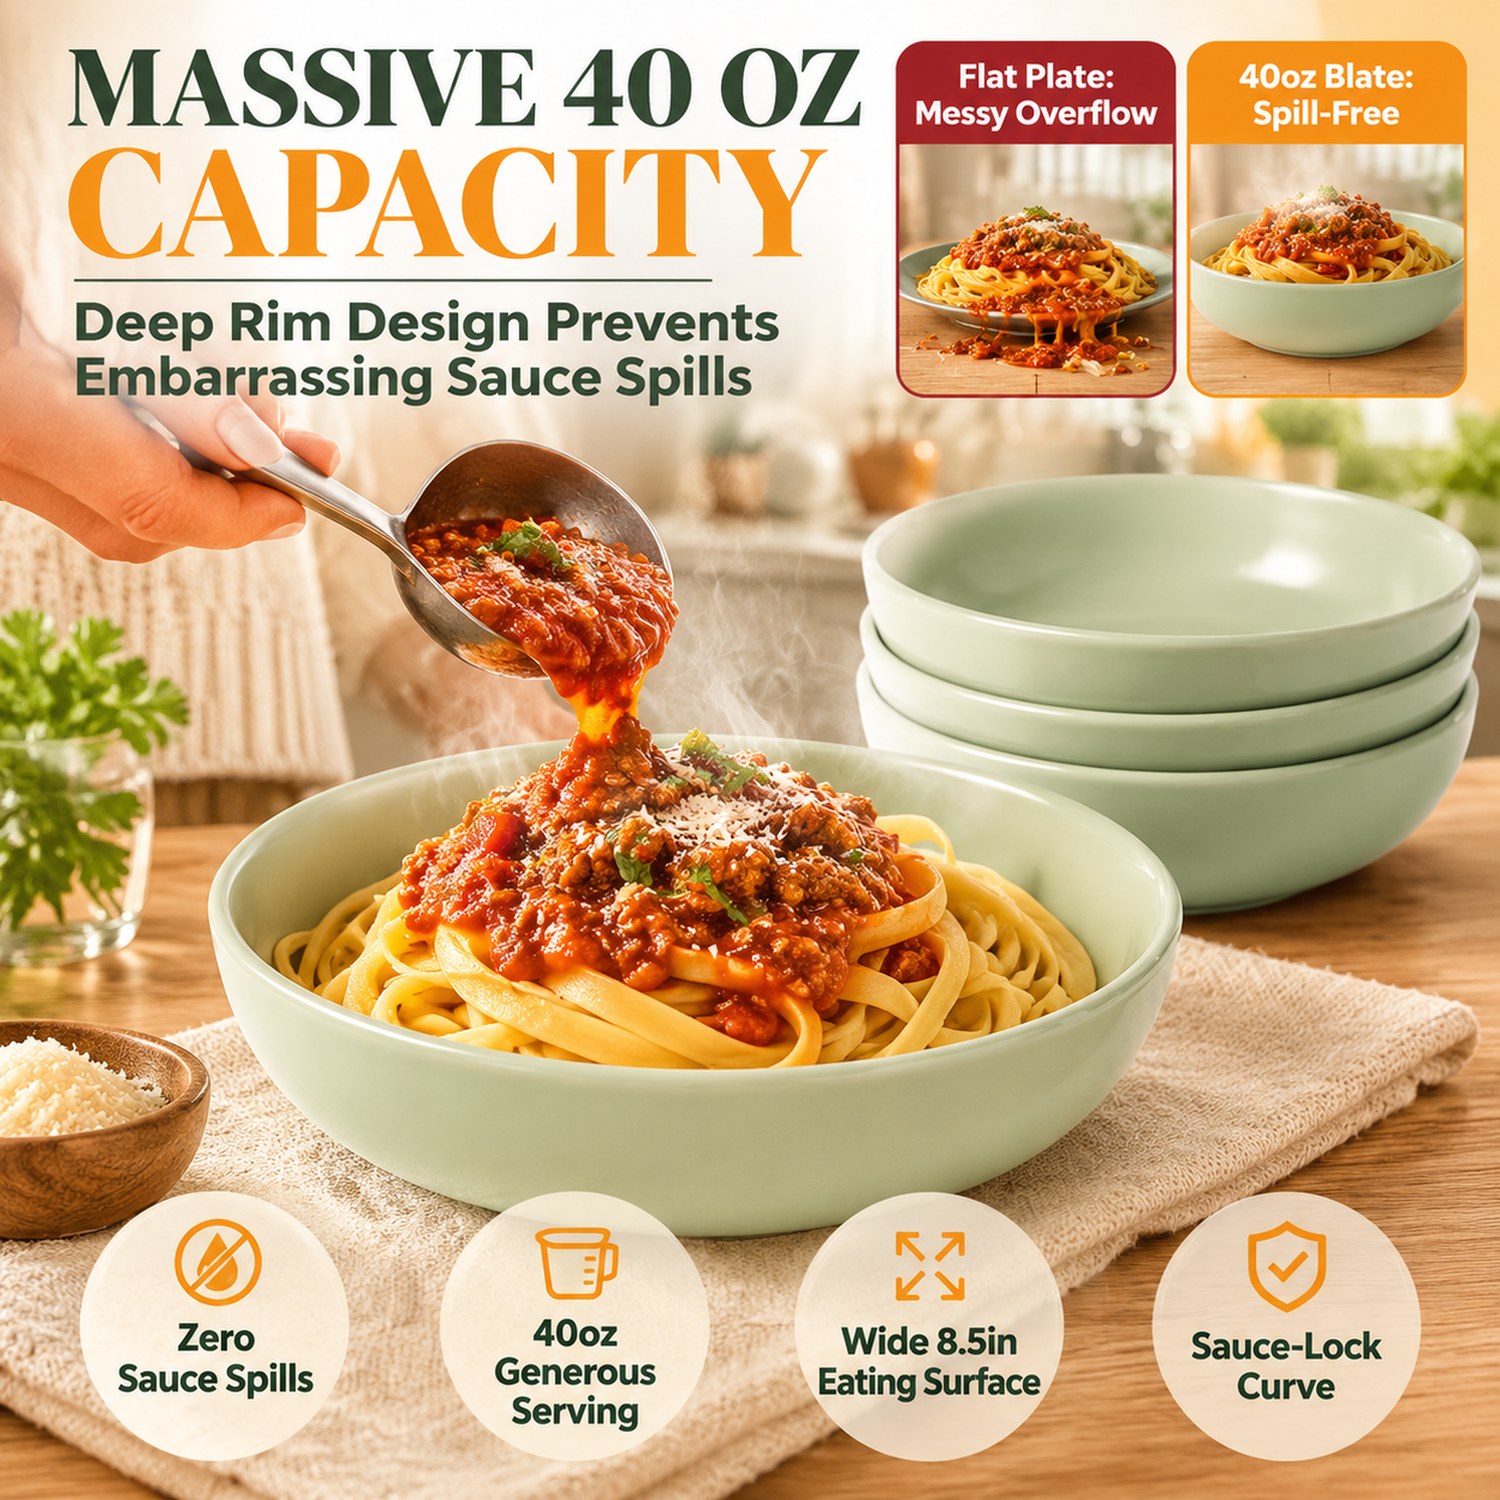 MASSIVE 40 OZ
CAPACITY
Deep Rim Design Prevents
Embarrassing Sauce Spills
Flat Plate:
Messy Overflow
40oz Blate:
Spill-Free
Zero
Sauce Spills
40oz
Generous
Serving
Wide 8.5in
Eating Surface
Sauce-Lock
Curve